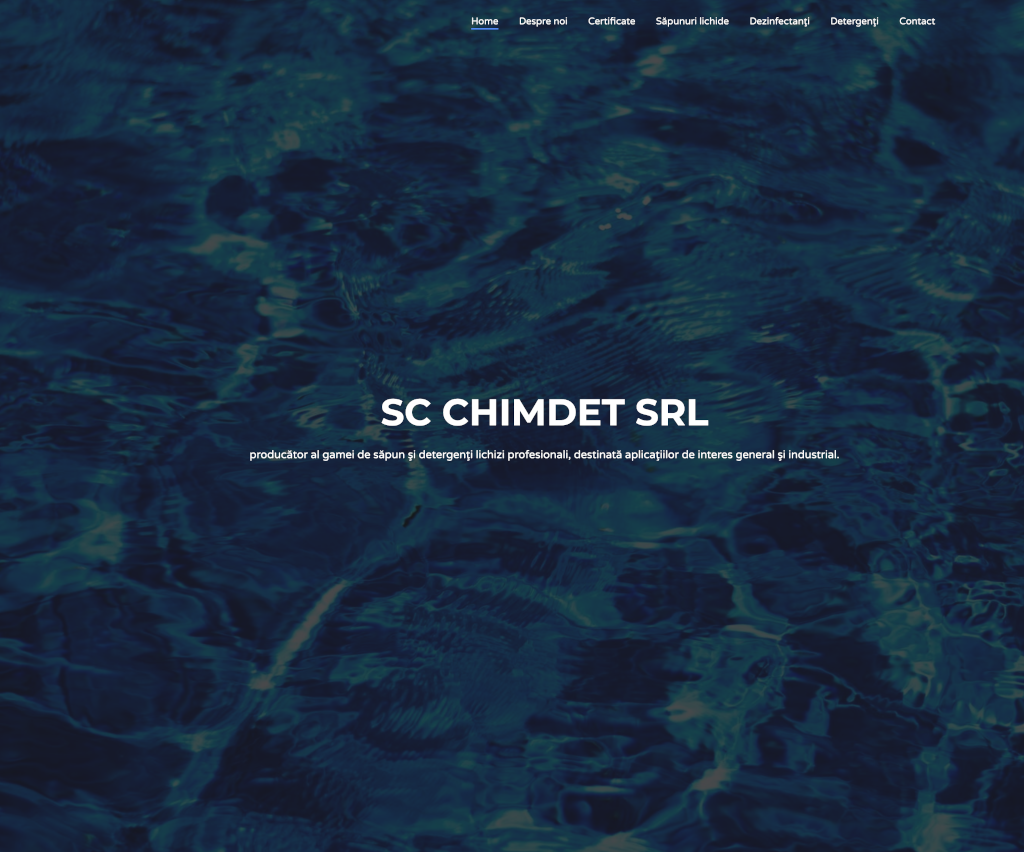 Home Despre noi Certificate Săpunuri lichide Dezinfectanţi Detergenţi Contact
SC CHIMDET SRL
producător al gamei de săpun şi detergenţi lichizi profesionali, destinată aplicaţiilor de interes general şi industrial.